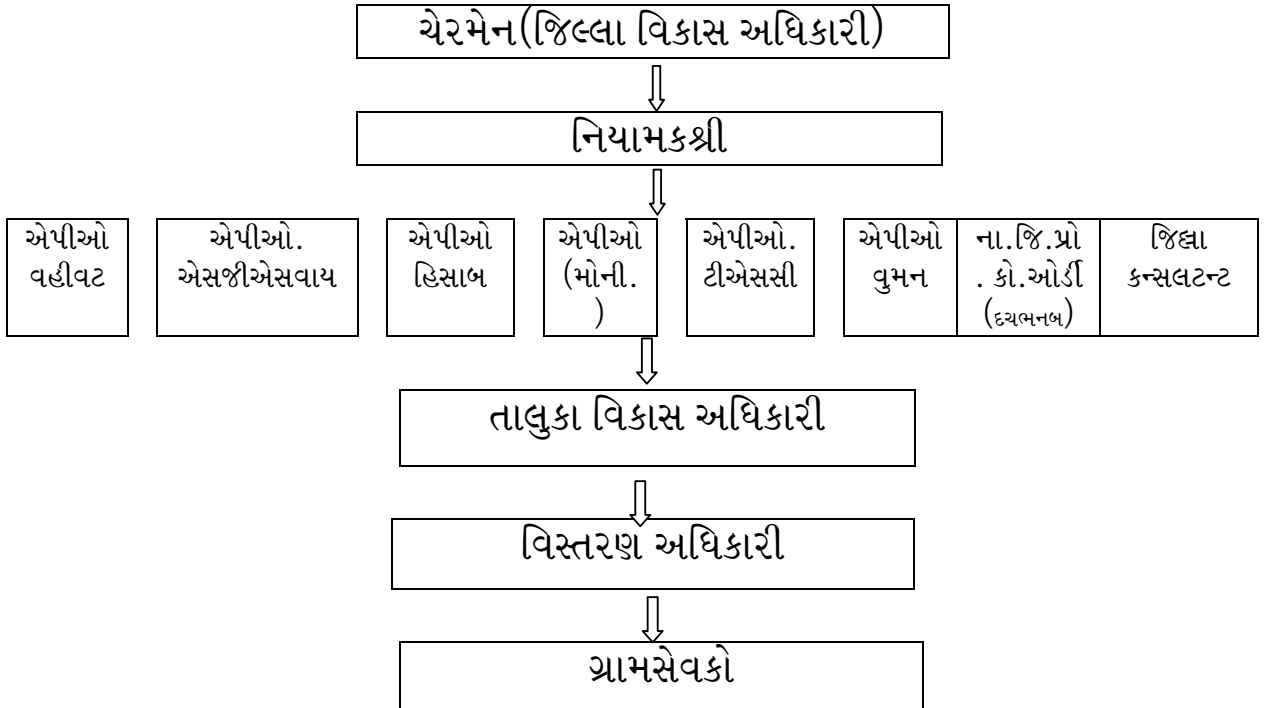 ચેરમેન(જિલ્લા વિકાસ અધિકારી)
નિયામકશ્રી
એપીઓ
વહીવટ
એપીઓ.
એસજીએસવાય
એપીઓ
હિસાબ
એપીઓ
(મોની.
)
એપીઓ.
ટીએસસી
એપીઓ
વુમન
ના.જિ.પ્રો
. કો.ઓર્ડી
(દચભનબ)
જિલ્લા
કન્સલટન્ટ
તાલુકા વિકાસ અધિકારી
વિસ્તરણ અધિકારી
ગ્રામસેવકો